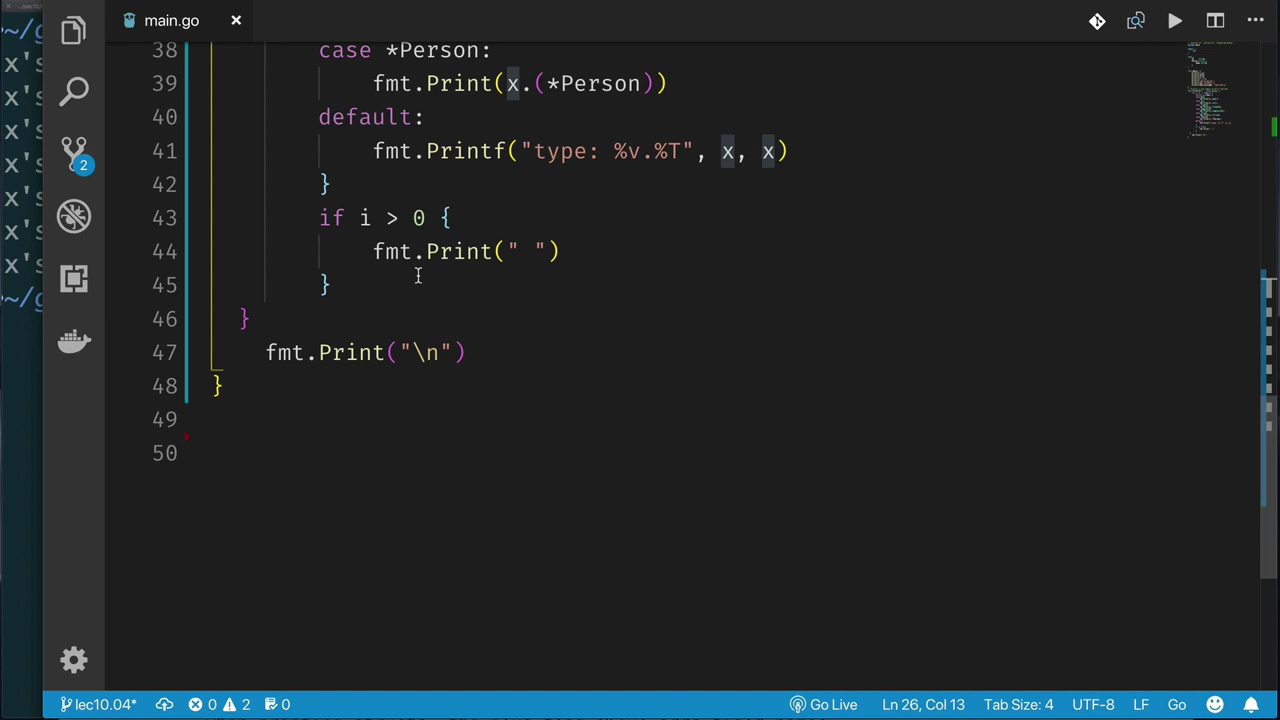 main.go
38 case *Person:
39 fmt.Print(x.(*Person))
40 default:
41 fmt.Printf("type: %v.%T", x, x)
42 }
43 if i > 0 {
44 fmt.Print(" ")
45 }
46 }
47 fmt.Print("\n")
48 }
49
50
~/g
x's
x's
x's
x's
x's
x's
x's
~/g
2
lec10.04* 0 2 0 Go Live Ln 26, Col 13 Tab Size: 4 UTF-8 LF Go